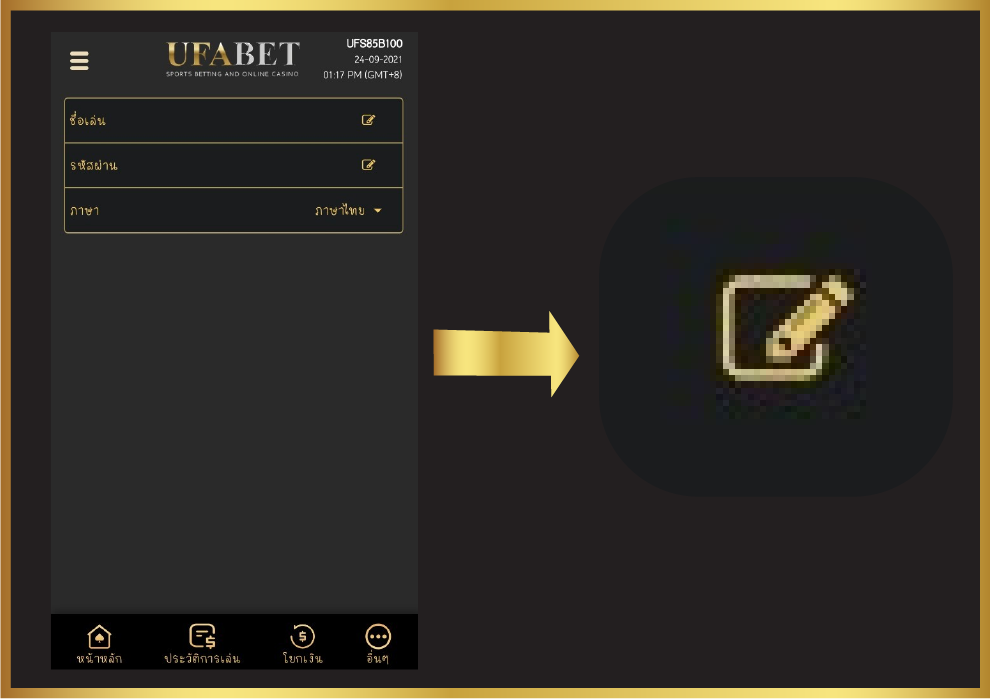 UFABET
SPORTS BETTING AND ONLINE CASINO
UFS85B100
24-09-2021
01:17 PM (GMT+8)
ชื่อเล่น
รหัสผ่าน
ภาษา ภาษาไทย
หน้าหลัก ประวัติการเล่น โยกเงิน อื่นๆ